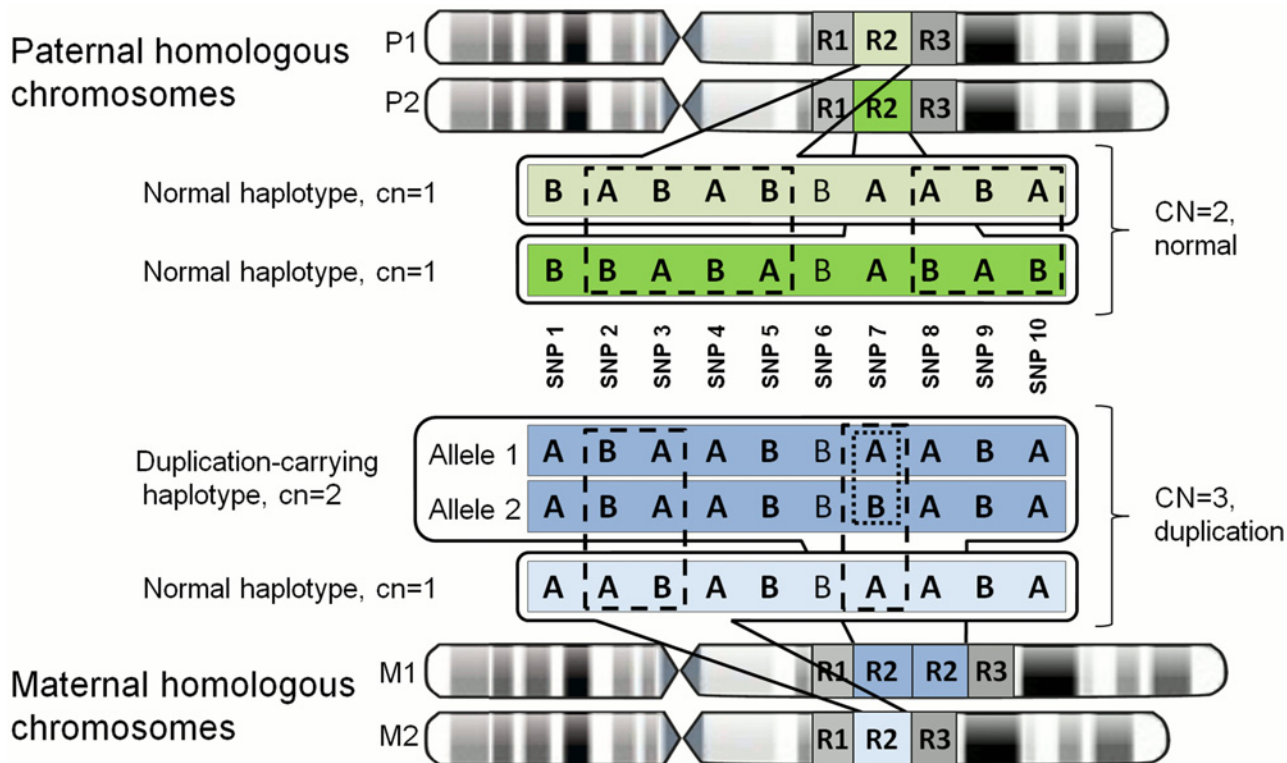 Paternal homologous
chromosomes
P1 R1 R2 R3
P2 R1 R2 R3
Normal haplotype, cn=1 B A B A B B A A B A
Normal haplotype, cn=1 B B A B A B A B A B
CN=2,
normal
SNP 1 SNP 2 SNP 3 SNP 4 SNP 5 SNP 6 SNP 7 SNP 8 SNP 9 SNP 10
Duplication-carrying
haplotype, cn=2
Allele 1 A B A A B B A A B A
Allele 2 A B A A B B B A B A
Normal haplotype, cn=1 A A B A B B A A B A
CN=3,
duplication
Maternal homologous
chromosomes
M1 R1 R2 R2 R3
M2 R1 R2 R3